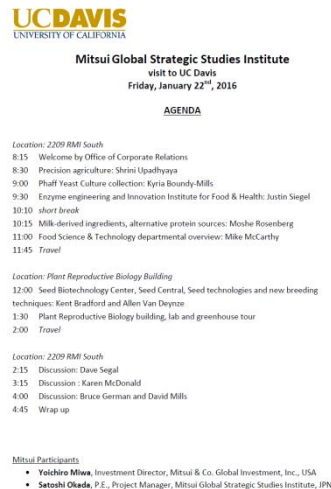 UCDAVIS
UNIVERSITY OF CALIFORNIA
Mitsui Global Strategic Studies Institute
visit to UC Davis
Friday, January 22nd, 2016
AGENDA
Location: 2209 RMI South
8:15 Welcome by Office of Corporate Relations
8:30 Precision agriculture: Shrini Upadhyaya
9:00 Phaff Yeast Culture collection: Kyria Boundy-Mills
9:30 Enzyme engineering and Innovation Institute for Food & Health: Justin Siegel
10:10 short break
10:15 Milk-derived ingredients, alternative protein sources: Moshe Rosenberg
11:00 Food Science & Technology departmental overview: Mike McCarthy
11:45 Travel
Location: Plant Reproductive Biology Building
12:00 Seed Biotechnology Center, Seed Central, Seed technologies and new breeding
techniques: Kent Bradford and Allen Van Deynze
1:30 Plant Reproductive Biology building, lab and greenhouse tour
2:00 Travel
Location: 2209 RMI South
2:15 Discussion: Dave Segal
3:15 Discussion : Karen McDonald
4:00 Discussion: Bruce German and David Mills
4:45 Wrap up
Mitsui Participants
• Yoichiro Miwa, Investment Director, Mitsui & Co. Global Investment, Inc., USA
• Satoshi Okada, P.E., Project Manager, Mitsui Global Strategic Studies Institute, JPN